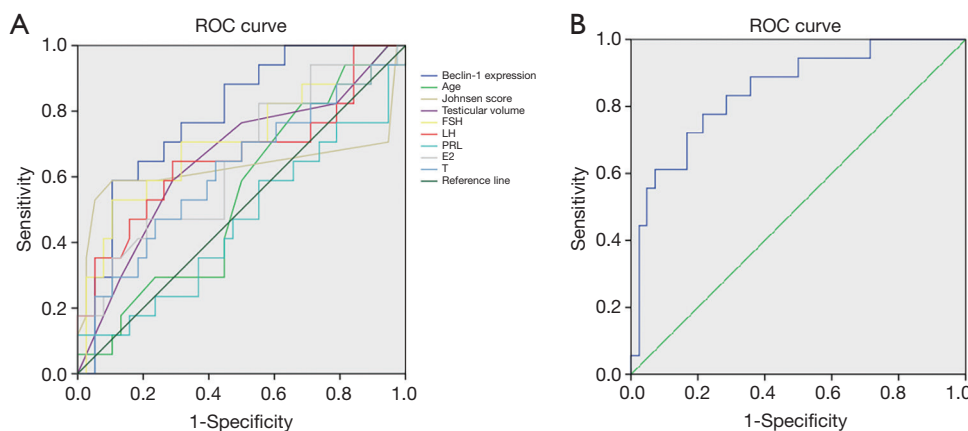 A
ROC curve
1.0
0.8
0.6
0.4
0.2
0.0
Sensitivity
0.0 0.2 0.4 0.6 0.8 1.0
1-Specificity
Beclin-1 expression
Age
Johnsen score
Testicular volume
FSH
LH
PRL
E2
T
Reference line
B
ROC curve
1.0
0.8
0.6
0.4
0.2
0.0
Sensitivity
0.0 0.2 0.4 0.6 0.8 1.0
1-Specificity